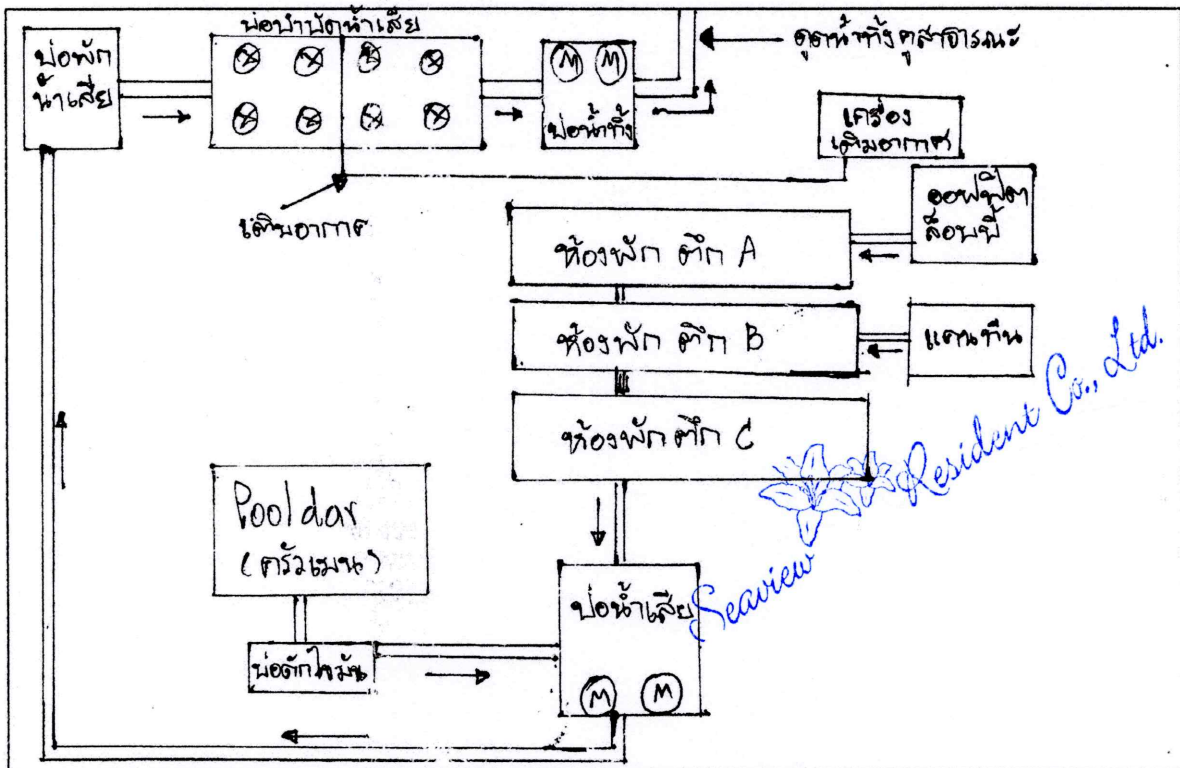 บ่อบำบัดน้ำเสีย
บ่อพัก
น้ำเสีย
M M
บ่อน้ำทิ้ง
ดูดน้ำทิ้งคูสาธารณะ
เครื่อง
เติมอากาศ
เติมอากาศ
ออฟฟิต
ล็อบบี้
ห้องพัก ตึก A
ห้องพัก ตึก B
แคนทีน
ห้องพัก ตึก C
Pool dar
(ครัวเมน)
บ่อน้ำเสีย
บ่อดักไขมัน
M M
Seaview Resident Co., Ltd.